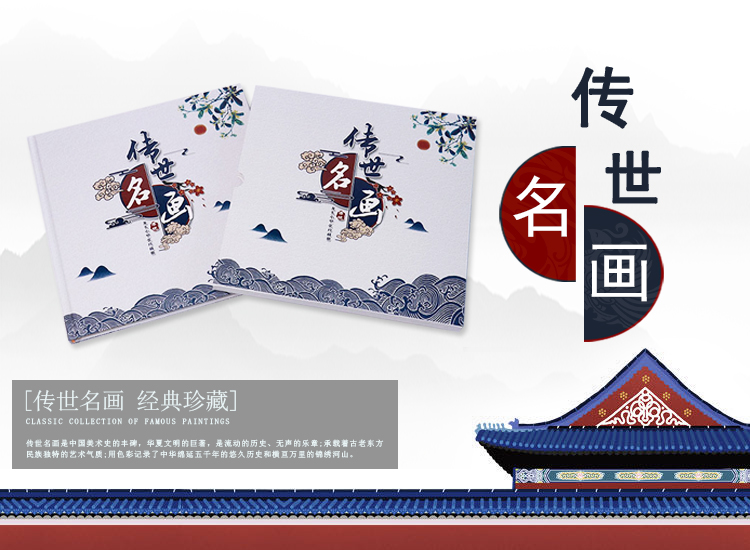 传世
名画
传世
名画
传
世
名
画
[传世名画 经典珍藏]
CLASSIC COLLECTION OF FAMOUS PAINTINGS
传世名画是中国美术史的丰碑，华夏文明的巨著，是流动的历史、无声的乐章；承载着古老东方
民族独特的艺术气质；用色彩记录了中华绵延五千年的悠久历史和横亘万里的锦绣河山。